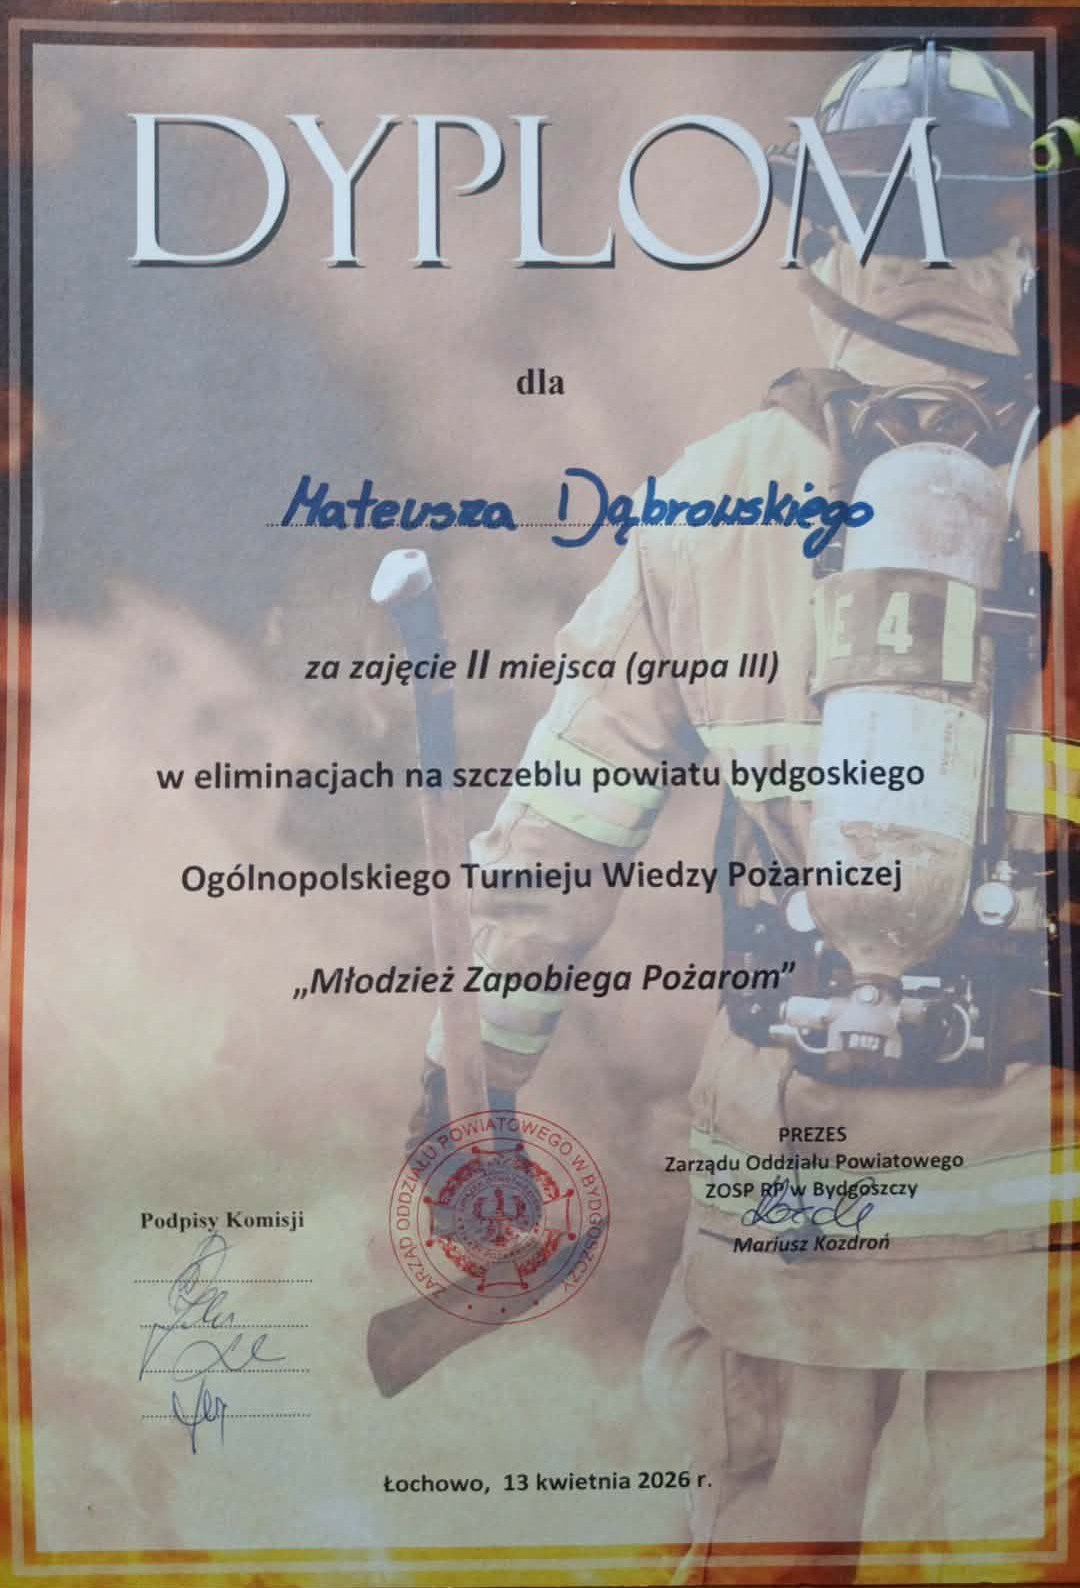 DYPLOM
dla
Mateusza Dąbrowskiego
za zajęcie II miejsca (grupa III)
w eliminacjach na szczeblu powiatu bydgoskiego
Ogólnopolskiego Turnieju Wiedzy Pożarniczej
„Młodzież Zapobiega Pożarom”
E 4
ZARZĄD ODDZIAŁU POWIATOWEGO W BYDGOSZCZY
PREZES
Zarządu Oddziału Powiatowego
ZOSP RP w Bydgoszczy
Mariusz Kozdroń
Podpisy Komisji
Łochowo, 13 kwietnia 2026 r.